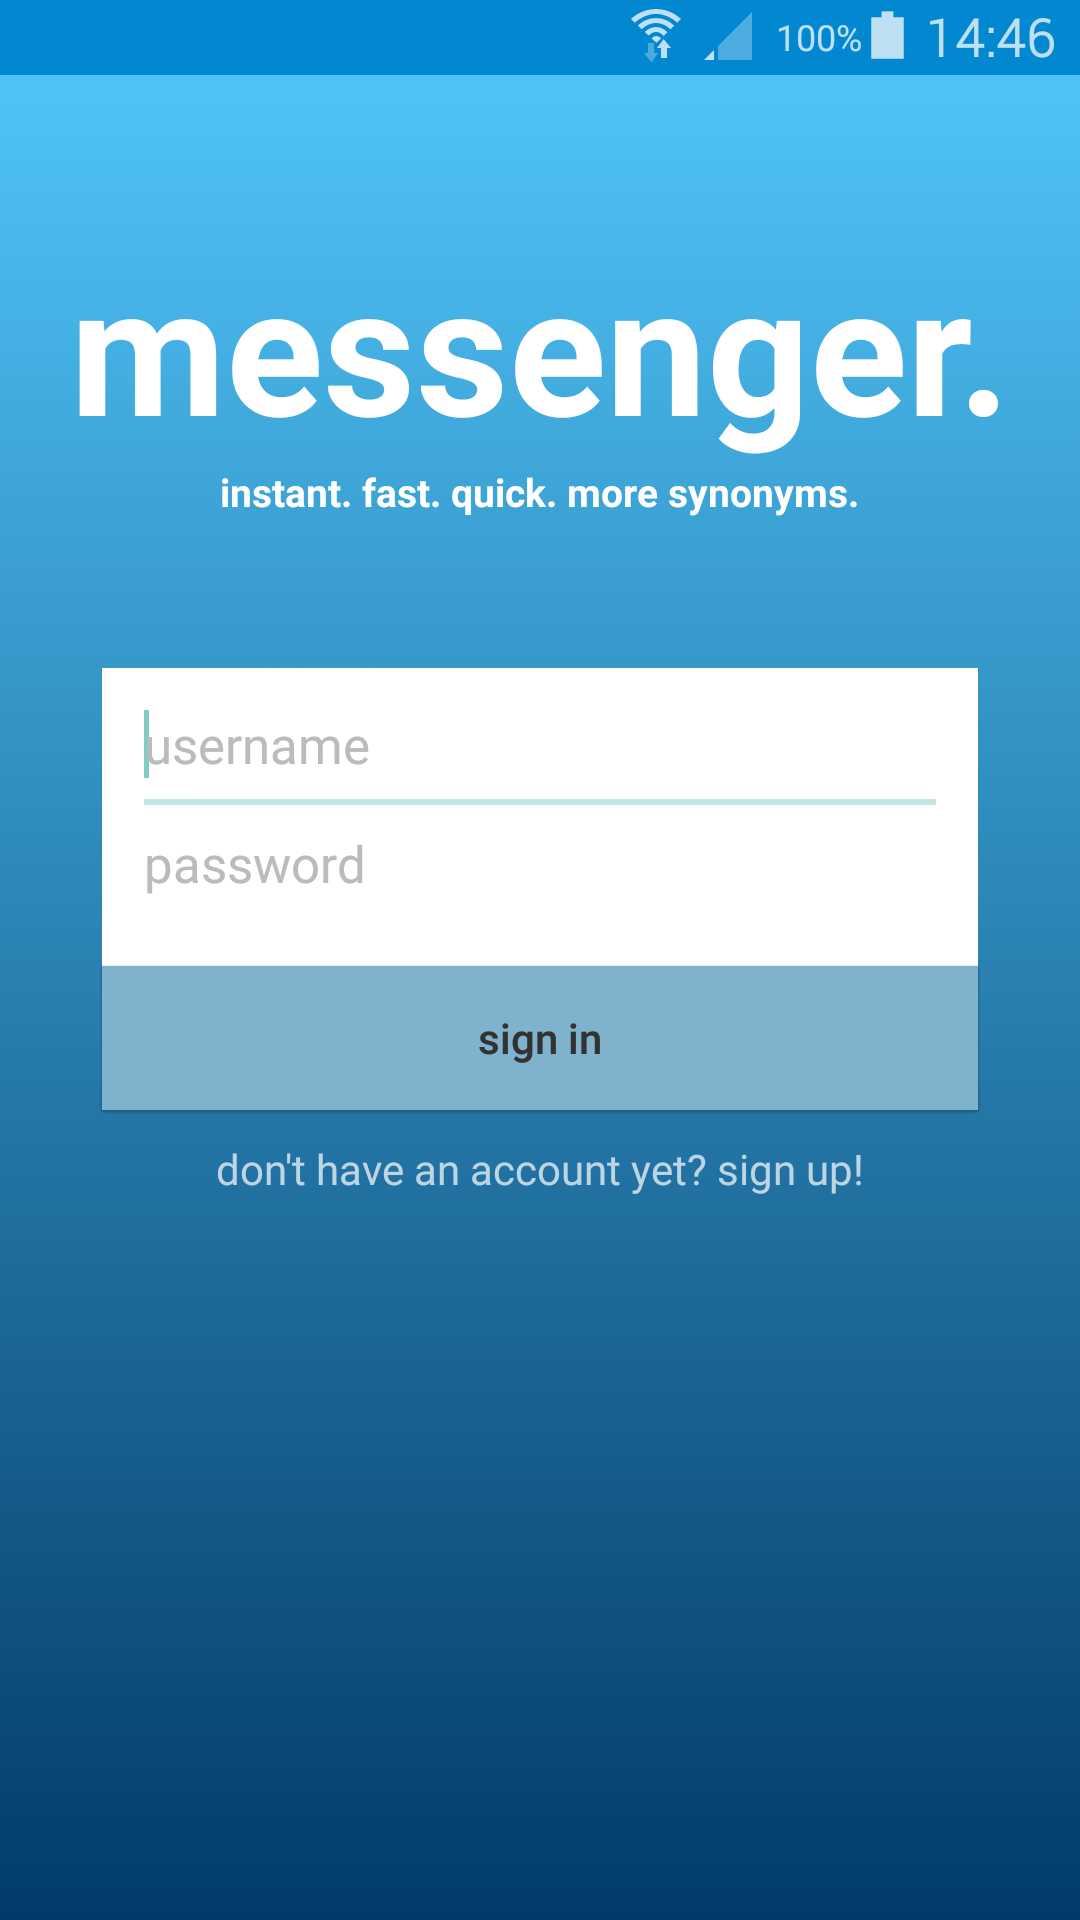 100% 14:46
messenger.
instant. fast. quick. more synonyms.
username
password
sign in
don't have an account yet? sign up!